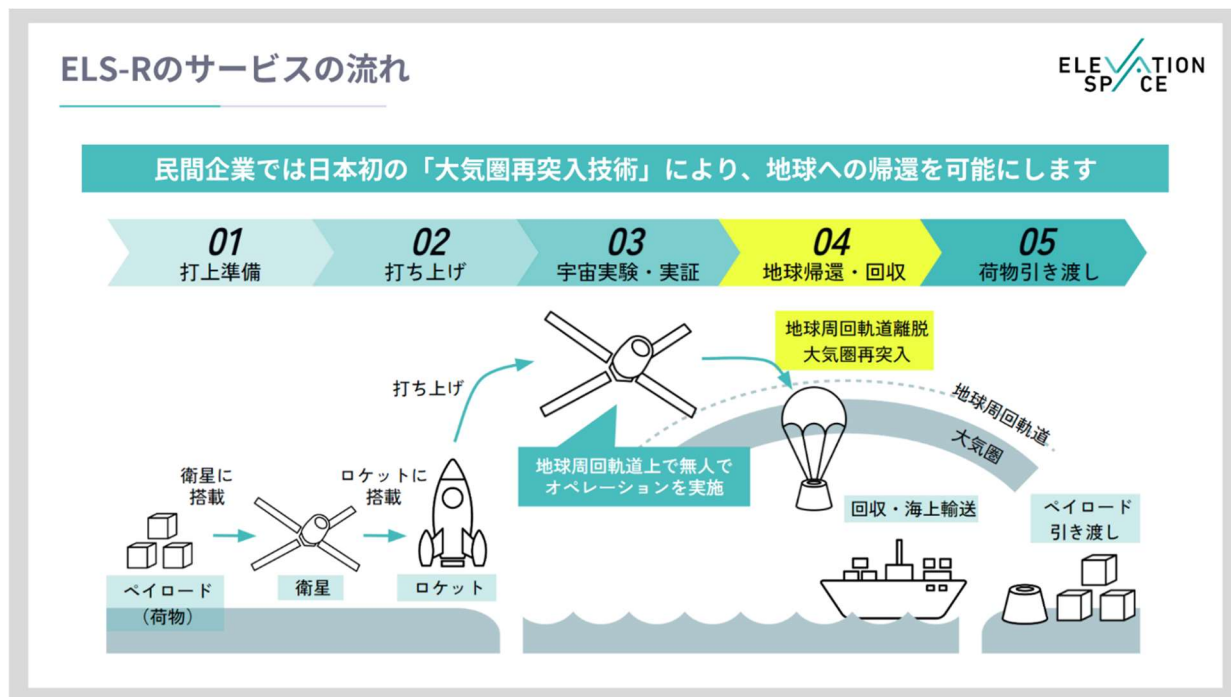 ELS-Rのサービスの流れ
ELEVATION
SPACE
民間企業では日本初の「大気圏再突入技術」により、地球への帰還を可能にします
01
打上準備
02
打ち上げ
03
宇宙実験・実証
04
地球帰還・回収
05
荷物引き渡し
地球周回軌道離脱
大気圏再突入
打ち上げ
地球周回軌道
大気圏
地球周回軌道上で無人で
オペレーションを実施
衛星に
搭載
ロケットに
搭載
回収・海上輸送
ペイロード
引き渡し
ペイロード
（荷物）
衛星
ロケット